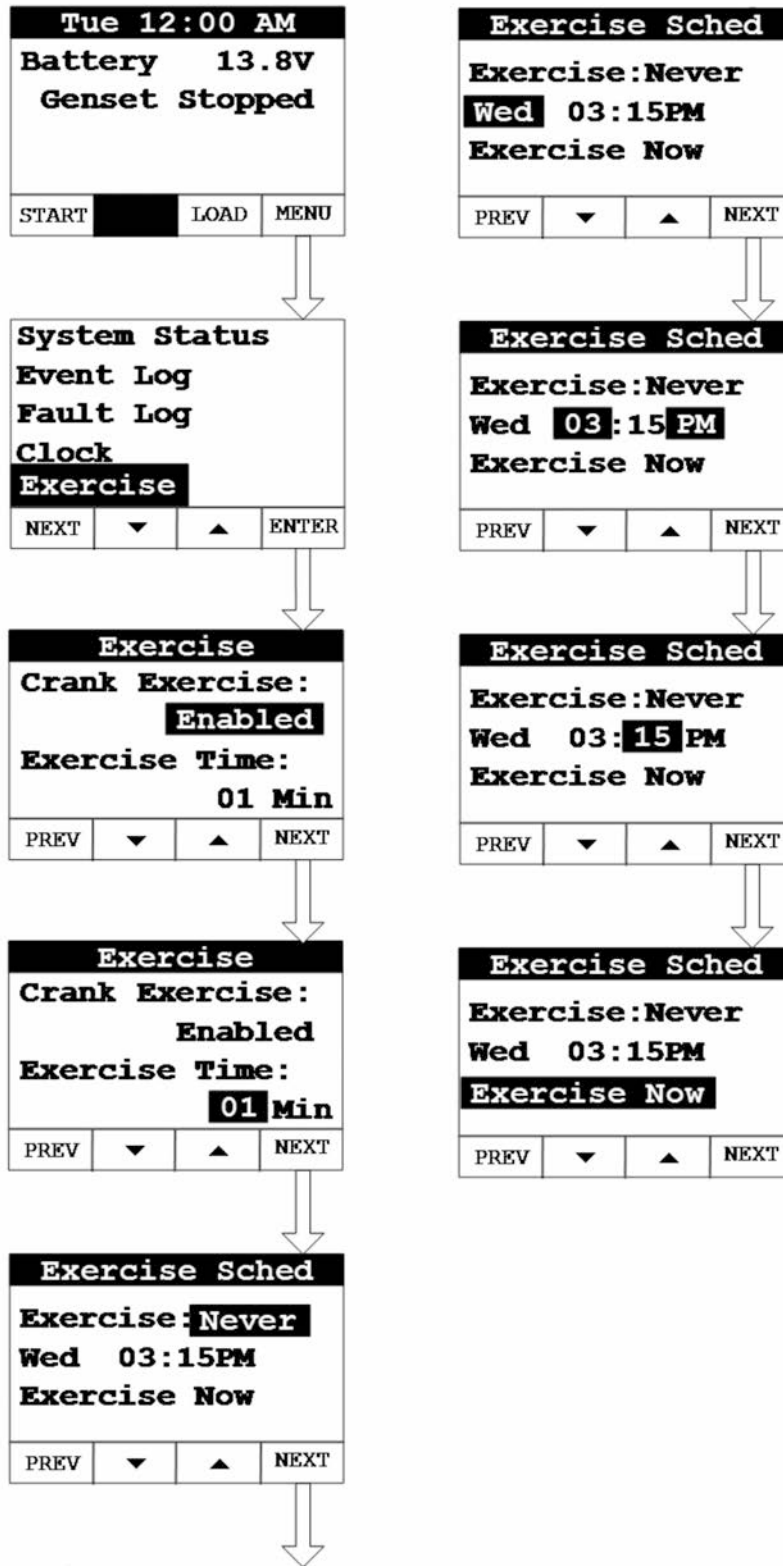 Tue 12:00 AM
Battery 13.8V
Genset Stopped
START LOAD MENU
System Status
Event Log
Fault Log
Clock
Exercise
NEXT ▼ ▲ ENTER
Exercise
Crank Exercise:
Enabled
Exercise Time:
01 Min
PREV ▼ ▲ NEXT
Exercise
Crank Exercise:
Enabled
Exercise Time:
01 Min
PREV ▼ ▲ NEXT
Exercise Sched
Exercise:Never
Wed 03:15PM
Exercise Now
PREV ▼ ▲ NEXT
Exercise Sched
Exercise:Never
Wed 03:15PM
Exercise Now
PREV ▼ ▲ NEXT
Exercise Sched
Exercise:Never
Wed 03:15PM
Exercise Now
PREV ▼ ▲ NEXT
Exercise Sched
Exercise:Never
Wed 03:15PM
Exercise Now
PREV ▼ ▲ NEXT
Exercise Sched
Exercise:Never
Wed 03:15PM
Exercise Now
PREV ▼ ▲ NEXT